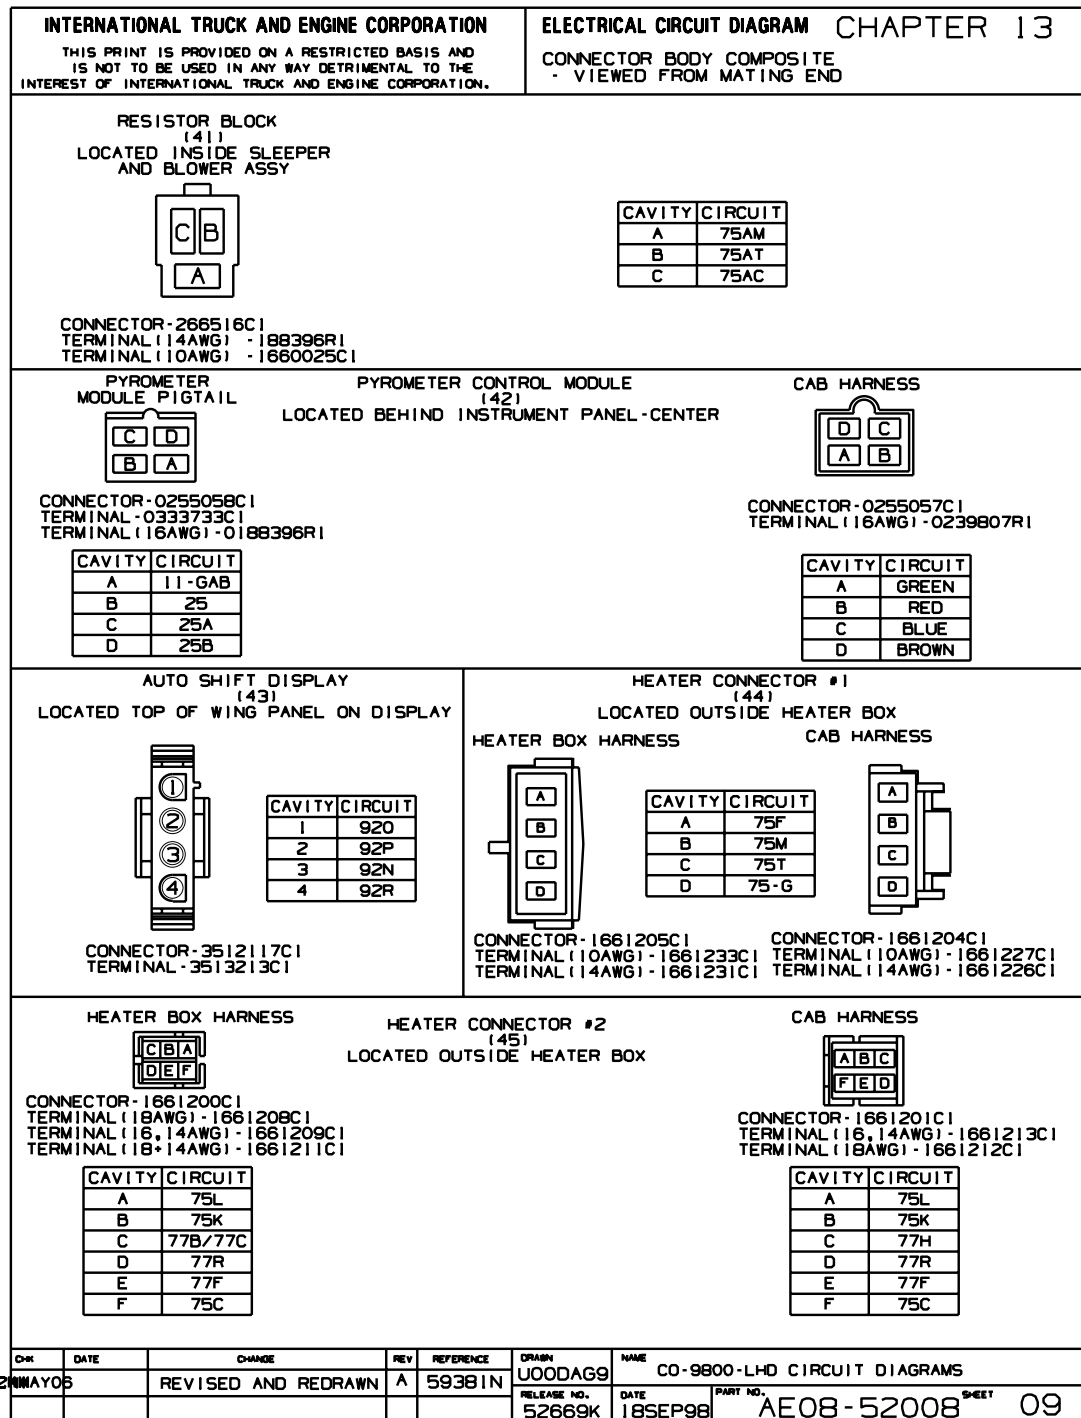 INTERNATIONAL TRUCK AND ENGINE CORPORATION
THIS PRINT IS PROVIDED ON A RESTRICTED BASIS AND
IS NOT TO BE USED IN ANY WAY DETRIMENTAL TO THE
INTEREST OF INTERNATIONAL TRUCK AND ENGINE CORPORATION.
ELECTRICAL CIRCUIT DIAGRAM CHAPTER 13
CONNECTOR BODY COMPOSITE
- VIEWED FROM MATING END
RESISTOR BLOCK
(41)
LOCATED INSIDE SLEEPER
AND BLOWER ASSY
C B
A
CAVITY CIRCUIT
A 75AM
B 75AT
C 75AC
CONNECTOR-266516C1
TERMINAL(14AWG) -188396R1
TERMINAL(10AWG) -1660025C1
PYROMETER
MODULE PIGTAIL
C D
B A
CONNECTOR-0255058C1
TERMINAL-0333733C1
TERMINAL(16AWG)-0188396R1
CAVITY CIRCUIT
A 11-GAB
B 25
C 25A
D 25B
PYROMETER CONTROL MODULE
(42)
LOCATED BEHIND INSTRUMENT PANEL-CENTER
CAB HARNESS
D C
A B
CONNECTOR-0255057C1
TERMINAL(16AWG)-0239807R1
CAVITY CIRCUIT
A GREEN
B RED
C BLUE
D BROWN
AUTO SHIFT DISPLAY
(43)
LOCATED TOP OF WING PANEL ON DISPLAY
1
2
3
4
CAVITY CIRCUIT
1 920
2 92P
3 92N
4 92R
CONNECTOR-3512117C1
TERMINAL-3513213C1
HEATER CONNECTOR #1
(44)
LOCATED OUTSIDE HEATER BOX
HEATER BOX HARNESS
A
B
C
D
CAVITY CIRCUIT
A 75F
B 75M
C 75T
D 75-G
CAB HARNESS
A
B
C
D
CONNECTOR-1661205C1
TERMINAL(10AWG)-1661233C1
TERMINAL(14AWG)-1661231C1
CONNECTOR-1661204C1
TERMINAL(10AWG)-1661227C1
TERMINAL(14AWG)-1661226C1
HEATER BOX HARNESS
C B A
D E F
CONNECTOR-1661200C1
TERMINAL(18AWG)-1661208C1
TERMINAL(16,14AWG)-1661209C1
TERMINAL(18+14AWG)-1661211C1
CAVITY CIRCUIT
A 75L
B 75K
C 77B/77C
D 77R
E 77F
F 75C
HEATER CONNECTOR #2
(45)
LOCATED OUTSIDE HEATER BOX
CAB HARNESS
A B C
F E D
CONNECTOR-1661201C1
TERMINAL(16,14AWG)-1661213C1
TERMINAL(18AWG)-1661212C1
CAVITY CIRCUIT
A 75L
B 75K
C 77H
D 77R
E 77F
F 75C
CHK DATE CHANGE REV REFERENCE
REVISED AND REDRAWN A 59381N
DRAWN
U00DAG9
NAME
CO-9800-LHD CIRCUIT DIAGRAMS
RELEASE NO.
52669K
DATE
18SEP98
PART NO.
AE08-52008
SHEET
09